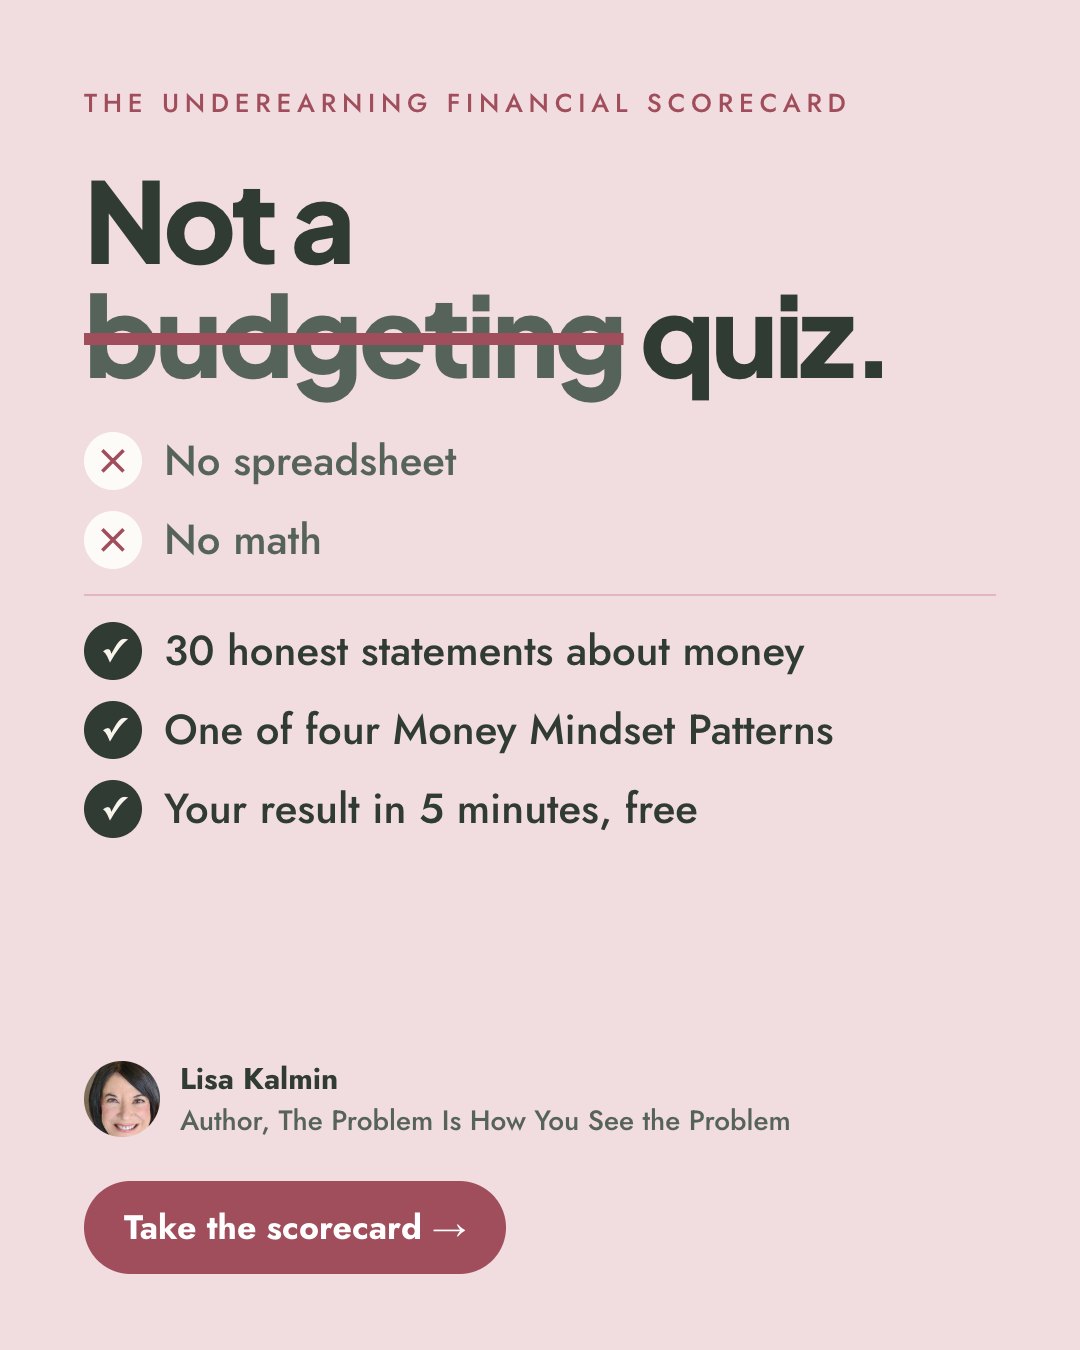 THE UNDEREARNING FINANCIAL SCORECARD
Not a
budgeting quiz.
No spreadsheet
No math
30 honest statements about money
One of four Money Mindset Patterns
Your result in 5 minutes, free
Lisa Kalmin
Author, The Problem Is How You See the Problem
Take the scorecard →